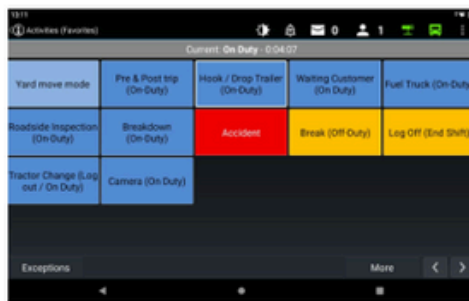 13:11
Activities (Favorites)
0
1
Current: On Duty - 0:04:07
Yard move mode
Pre & Post trip
(On-Duty)
Hook / Drop Trailer
(On-Duty)
Waiting Customer
(On Duty)
Fuel Truck (On-Duty
Roadside Inspection
(On-Duty)
Breakdown
(On-Duty)
Accident
Break (Off-Duty)
Log Off (End Shift)
Tractor Change (Log
out / On Duty)
Camera (On Duty)
Exceptions
More